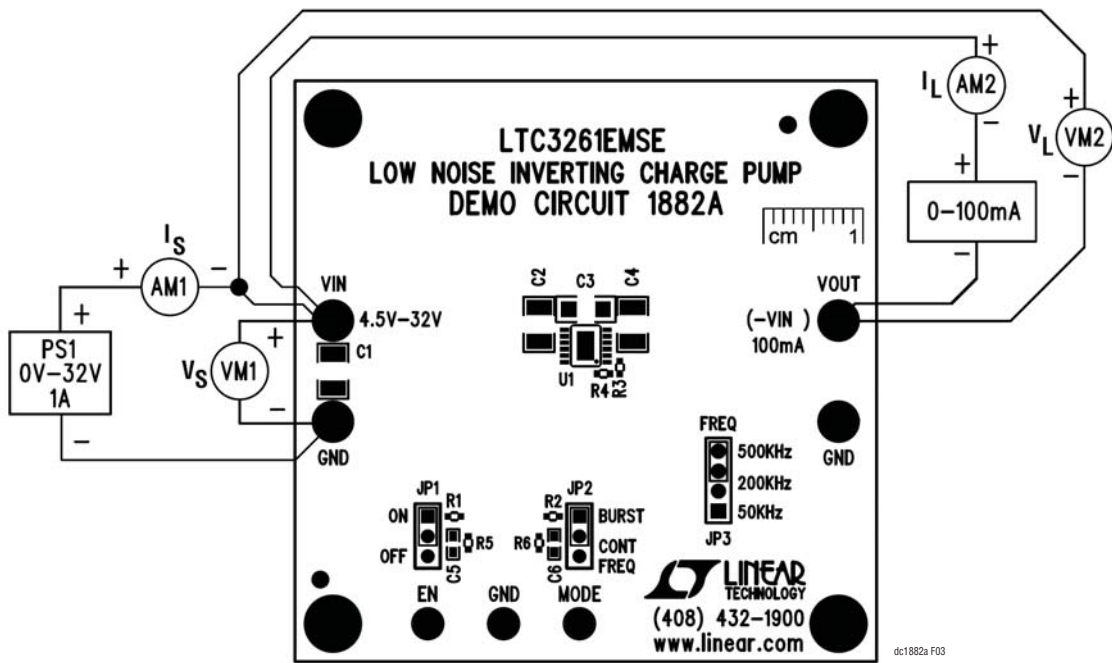 LTC3261EMSE
LOW NOISE INVERTING CHARGE PUMP
DEMO CIRCUIT 1882A
cm 1
+
I_L
AM2
−
+
0-100mA
−
+
V_L
VM2
−
I_S
+
AM1
−
+
PS1
0V-32V
1A
−
VIN
4.5V-32V
+
V_S
VM1
−
C1
GND
C2
C3
C4
U1
R4
R3
VOUT
(-VIN )
100mA
GND
FREQ
500KHz
200KHz
50KHz
JP3
JP1
ON
OFF
R1
R5
C5
JP2
R2
R6
C6
BURST
CONT
FREQ
EN
GND
MODE
LINEAR
TECHNOLOGY
(408) 432-1900
www.linear.com
dc1882a F03